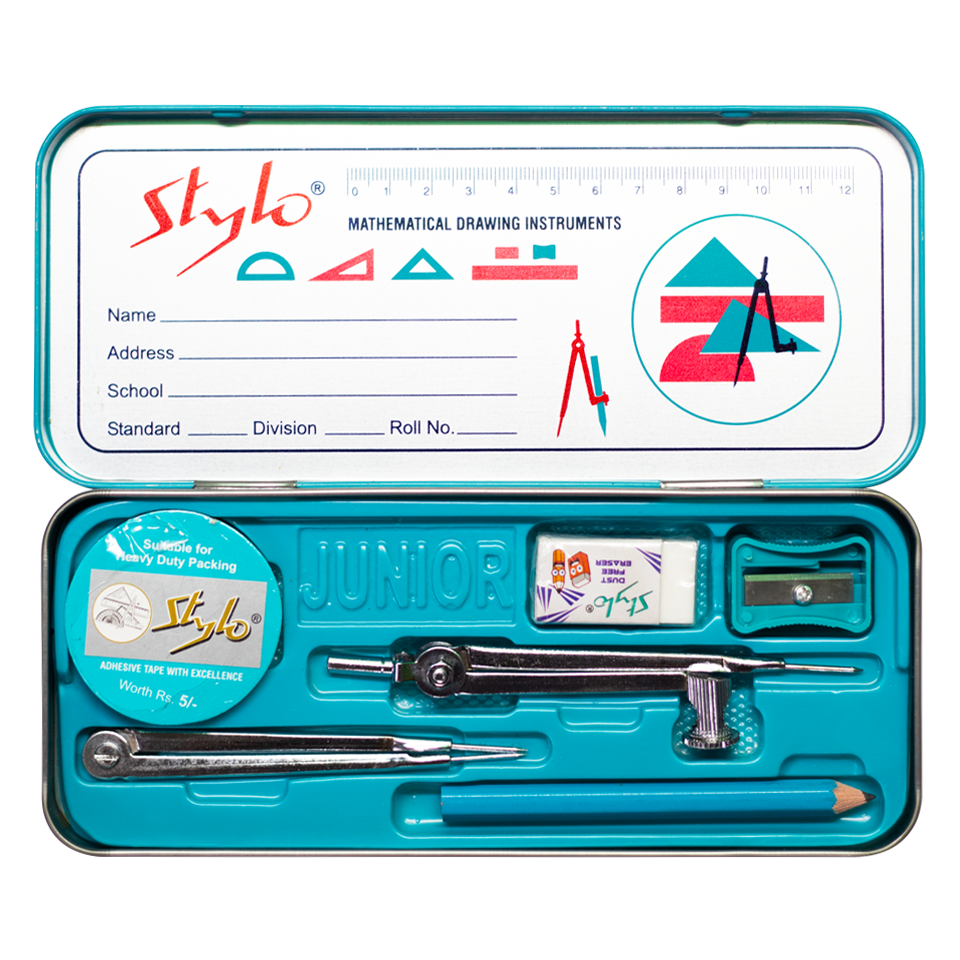 Stylo®
0 1 2 3 4 5 6 7 8 9 10 11 12
MATHEMATICAL DRAWING INSTRUMENTS
Name
Address
School
Standard Division Roll No.
Suitable for
Heavy Duty Packing
Stylo®
ADHESIVE TAPE WITH EXCELLENCE
Worth Rs. 5/-
JUNIOR
Stylo®
DUST
FREE
ERASER